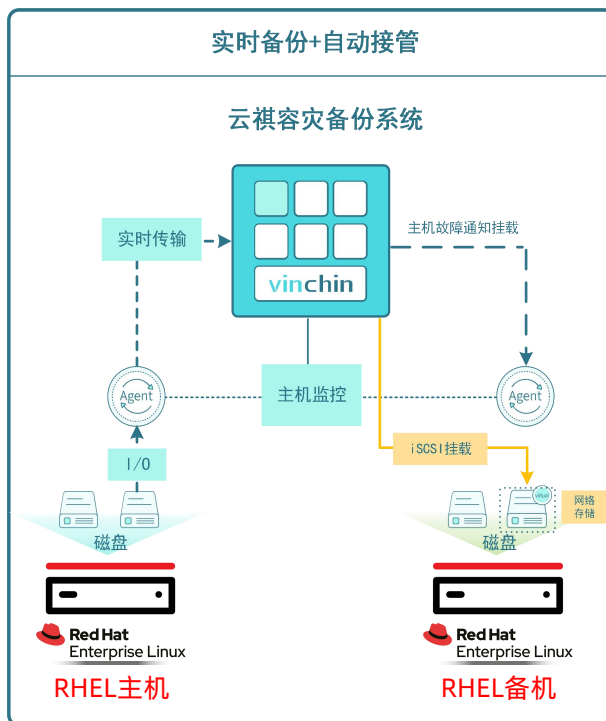 实时备份+自动接管
云祺容灾备份系统
实时传输
vinchin
主机故障通知挂载
Agent
主机监控
Agent
I/O
iSCSI挂载
virtual
网络
存储
磁盘
磁盘
Red Hat
Enterprise Linux
RHEL主机
Red Hat
Enterprise Linux
RHEL备机